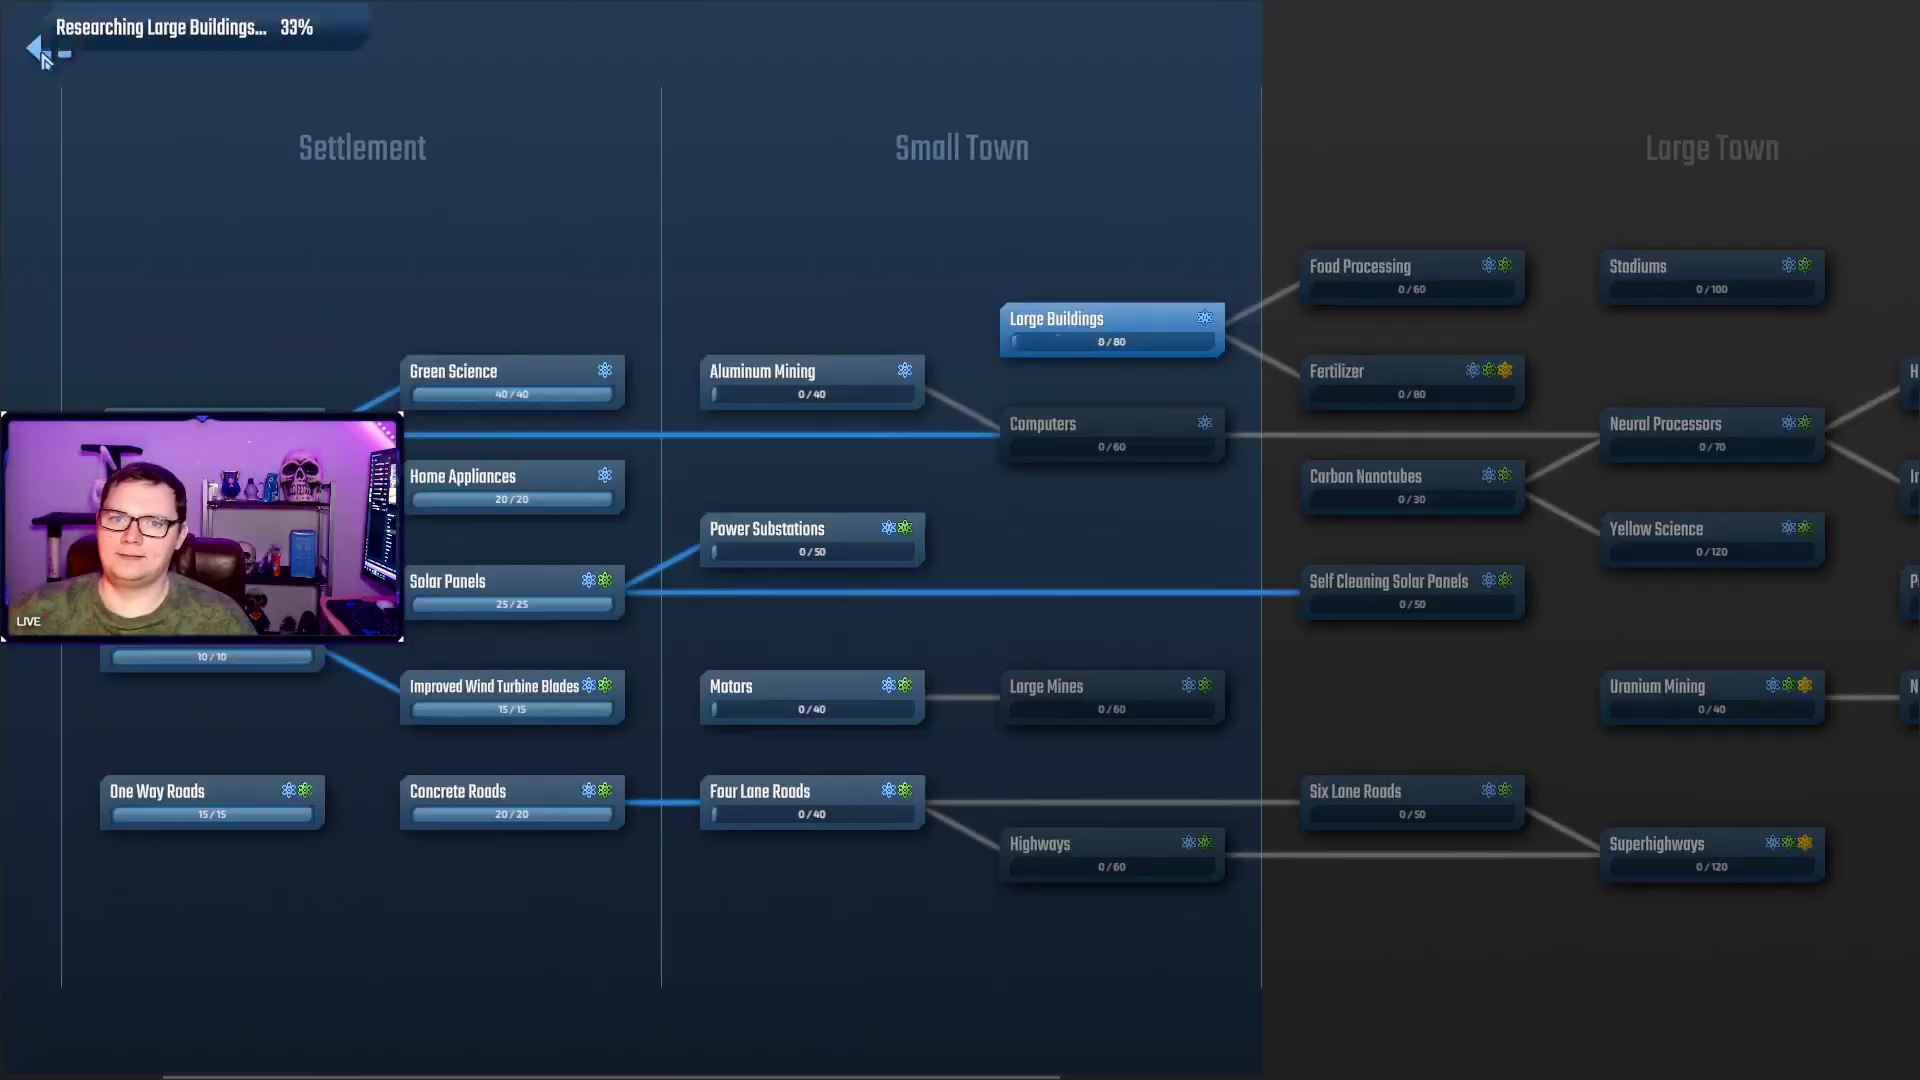 Researching Large Buildings... 33%
Settlement
Small Town
Large Town
Food Processing
0/60
Stadiums
0/100
Large Buildings
0/80
Green Science
40/40
Aluminum Mining
0/40
Fertilizer
0/80
H
Computers
0/60
Neural Processors
0/70
Home Appliances
20/20
Carbon Nanotubes
0/30
Power Substations
0/50
Yellow Science
0/120
Solar Panels
25/25
Self Cleaning Solar Panels
0/50
LIVE
10/10
Improved Wind Turbine Blades
15/15
Motors
0/40
Large Mines
0/60
Uranium Mining
0/40
One Way Roads
15/15
Concrete Roads
20/20
Four Lane Roads
0/40
Six Lane Roads
0/50
Highways
0/60
Superhighways
0/120